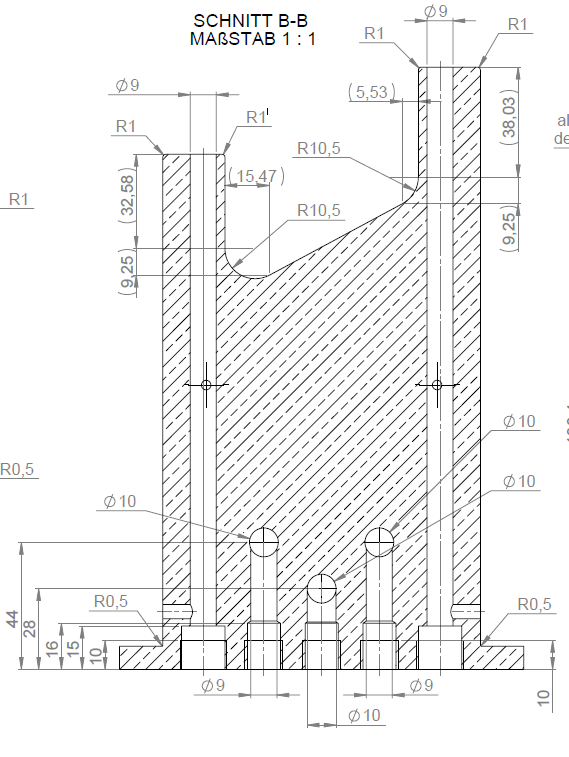 SCHNITT B-B
MAßSTAB 1 : 1
∅9
R1
R1
∅9
R1
R1
(5,53)
(38,03)
al
de
R10,5
(15,47)
(32,58)
R1
R10,5
(9,25)
(9,25)
∅10
R0,5
∅10
∅10
R0,5
R0,5
44
28
16
15
10
∅9
∅9
10
∅10